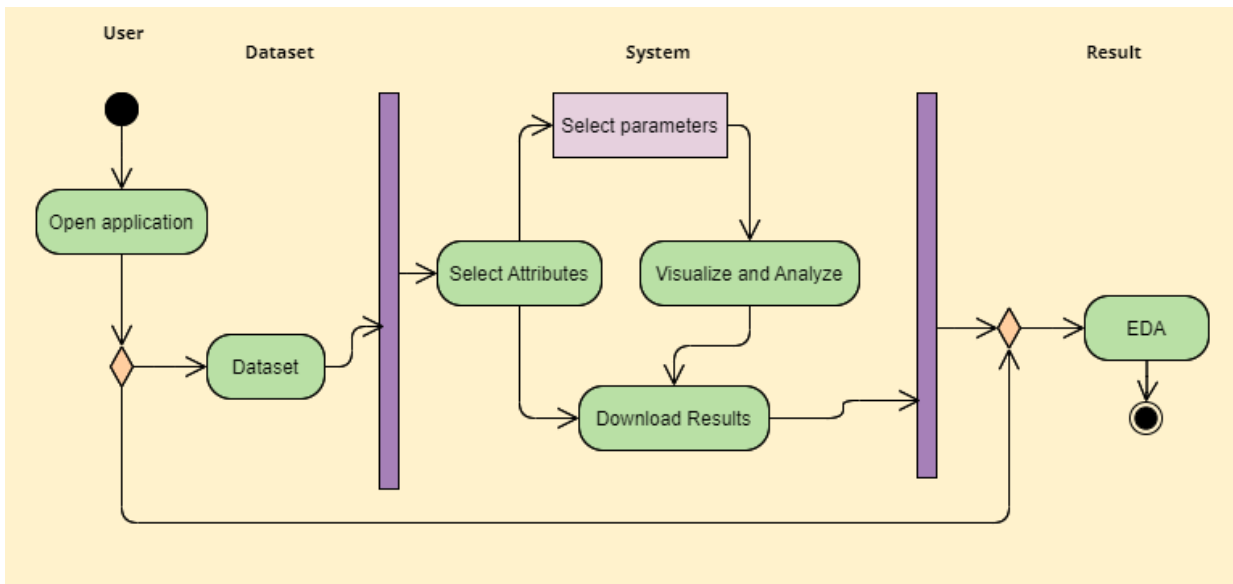 User
Dataset
System
Result
Select parameters
Open application
Select Attributes
Visualize and Analyze
EDA
Dataset
Download Results